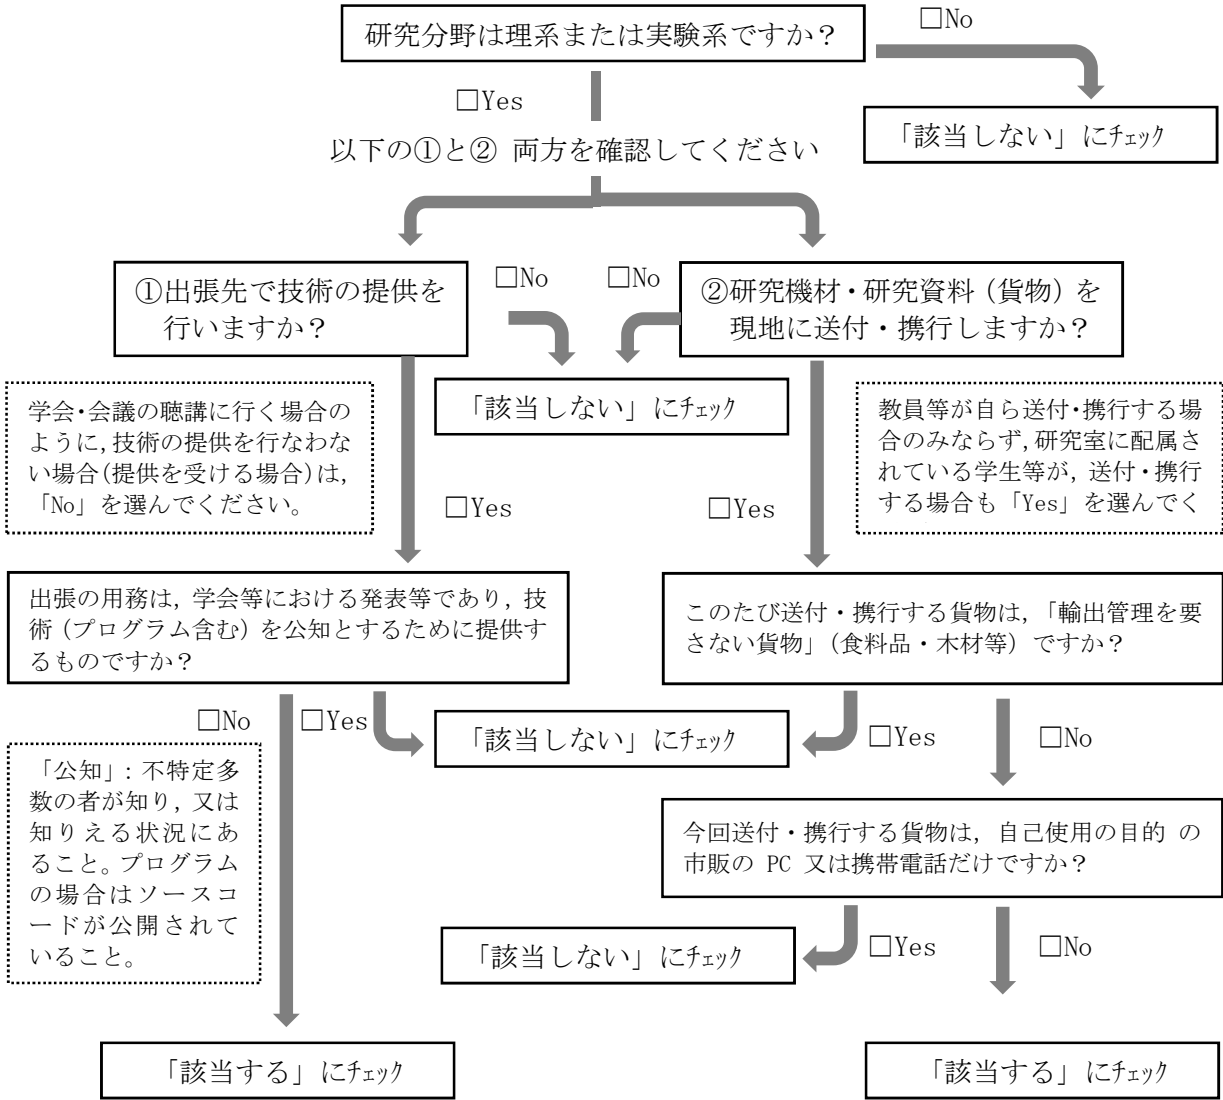 研究分野は理系または実験系ですか？
□No
□Yes
「該当しない」にチェック
以下の①と② 両方を確認してください
①出張先で技術の提供を
行いますか？
□No
□No
②研究機材・研究資料（貨物）を
現地に送付・携行しますか？
「該当しない」にチェック
学会・会議の聴講に行く場合の
ように，技術の提供を行なわな
い場合（提供を受ける場合）は，
「No」を選んでください。
教員等が自ら送付・携行する場
合のみならず，研究室に配属さ
れている学生等が，送付・携行
する場合も「Yes」を選んでく
□Yes
□Yes
出張の用務は，学会等における発表等であり，技
術（プログラム含む）を公知とするために提供す
るものですか？
このたび送付・携行する貨物は，「輸出管理を要
さない貨物」（食料品・木材等）ですか？
□No
□Yes
「該当しない」にチェック
□Yes
□No
「公知」：不特定多
数の者が知り，又は
知りえる状況にあ
ること。プログラム
の場合はソースコ
ードが公開されて
いること。
今回送付・携行する貨物は，自己使用の目的 の
市販の PC 又は携帯電話だけですか？
「該当しない」にチェック
□Yes
□No
「該当する」にチェック
「該当する」にチェック